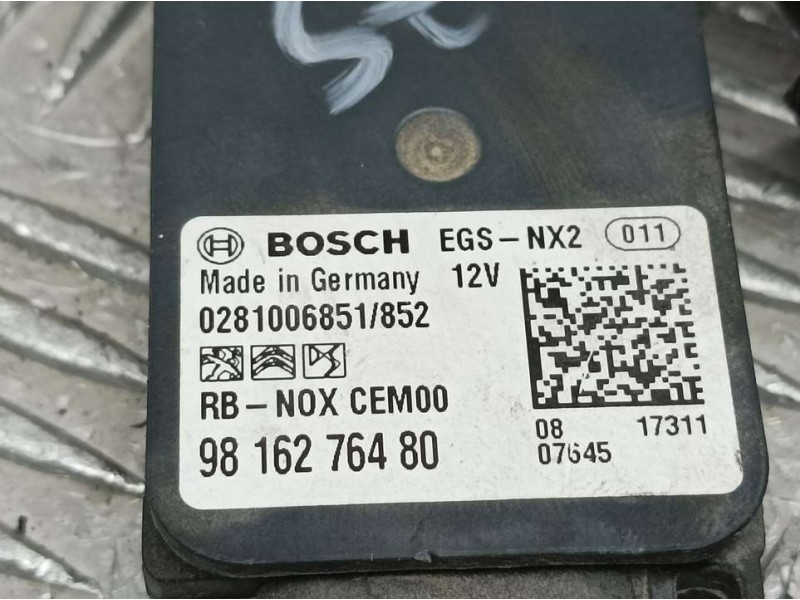 BOSCH EGS-NX2 011
Made in Germany 12V
0281006851/852
RB-NOX CEM00
98 162 764 80
08 17311
07645